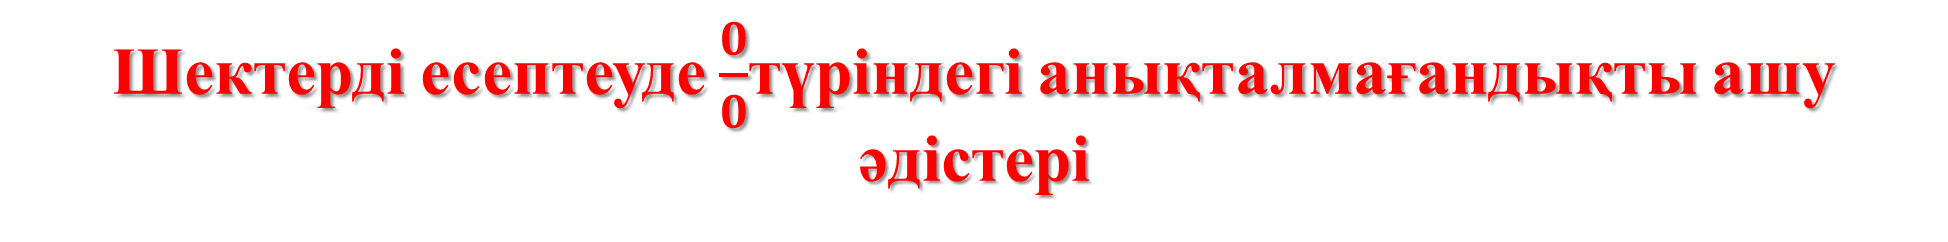 Шектерді есептеуде 0/0 түріндегі анықталмағандықты ашу
әдістері